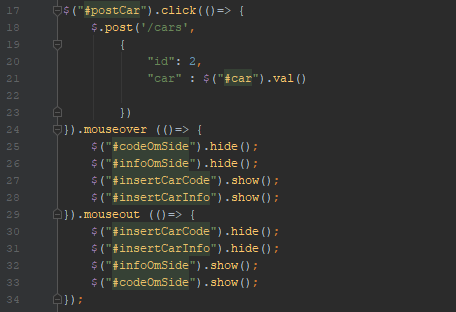 17 $("#postCar").click(()=> {
18 $.post('/cars',
19 {
20 "id": 2,
21 "car" : $("#car").val()
22
23 })
24 }).mouseover (()=> {
25 $("#codeOmSide").hide();
26 $("#infoOmSide").hide();
27 $("#insertCarCode").show();
28 $("#insertCarInfo").show();
29 }).mouseout (()=> {
30 $("#insertCarCode").hide();
31 $("#insertCarInfo").hide();
32 $("#infoOmSide").show();
33 $("#codeOmSide").show();
34 });